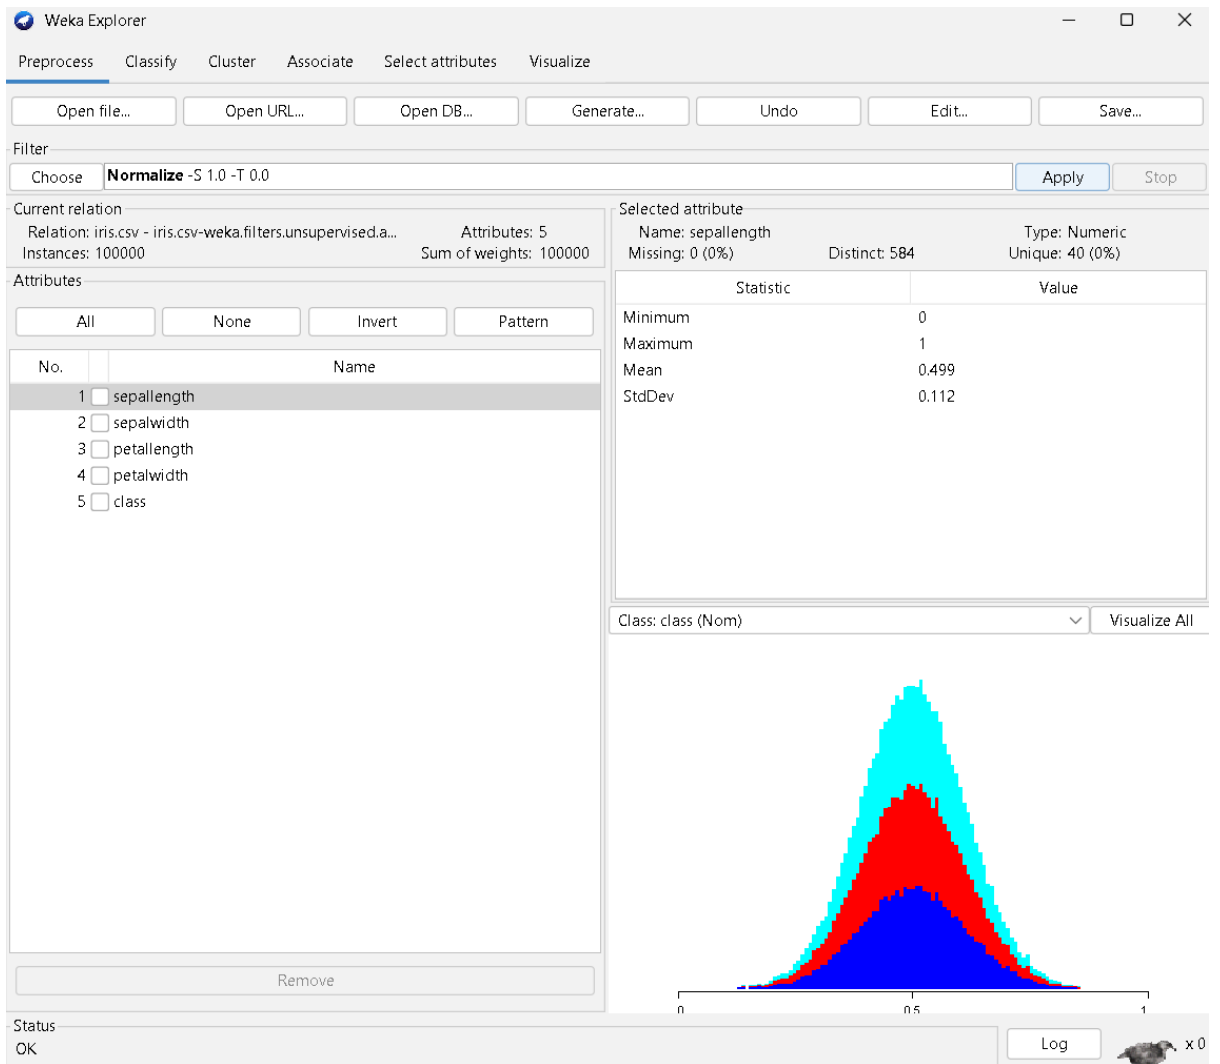 Weka Explorer
Preprocess Classify Cluster Associate Select attributes Visualize
Open file... Open URL... Open DB... Generate... Undo Edit... Save...
Filter
Choose Normalize -S 1.0 -T 0.0 Apply Stop
Current relation
Relation: iris.csv - iris.csv-weka.filters.unsupervised.a... Attributes: 5
Instances: 100000 Sum of weights: 100000
Selected attribute
Name: sepallength Type: Numeric
Missing: 0 (0%) Distinct: 584 Unique: 40 (0%)
Attributes
All None Invert Pattern
No. Name
1 sepallength
2 sepalwidth
3 petallength
4 petalwidth
5 class
Remove
Statistic Value
Minimum 0
Maximum 1
Mean 0.499
StdDev 0.112
Class: class (Nom) Visualize All
0 0.5 1
Status
OK
Log x 0